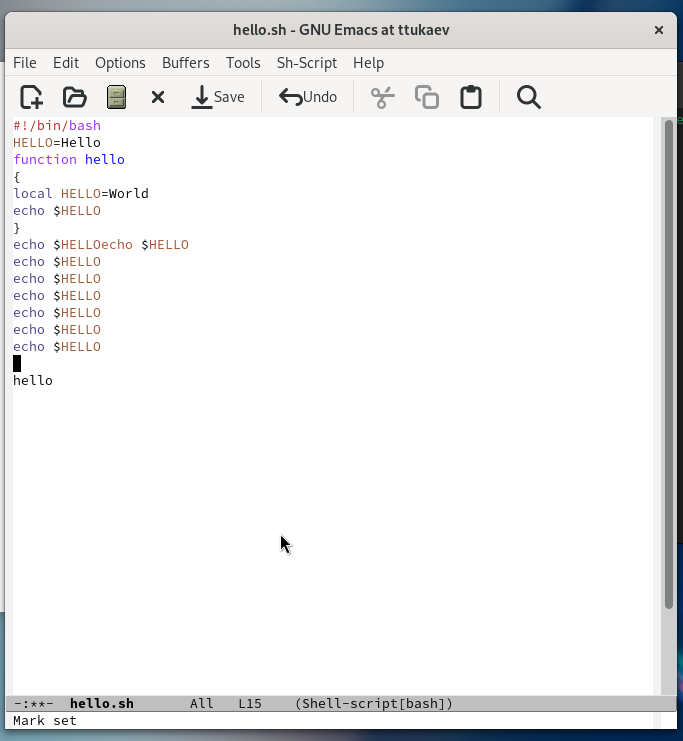 hello.sh - GNU Emacs at ttukaev
File Edit Options Buffers Tools Sh-Script Help
Save Undo
#!/bin/bash
HELLO=Hello
function hello
{
local HELLO=World
echo $HELLO
}
echo $HELLOecho $HELLO
echo $HELLO
echo $HELLO
echo $HELLO
echo $HELLO
echo $HELLO
echo $HELLO
hello
-:**- hello.sh All L15 (Shell-script[bash])
Mark set